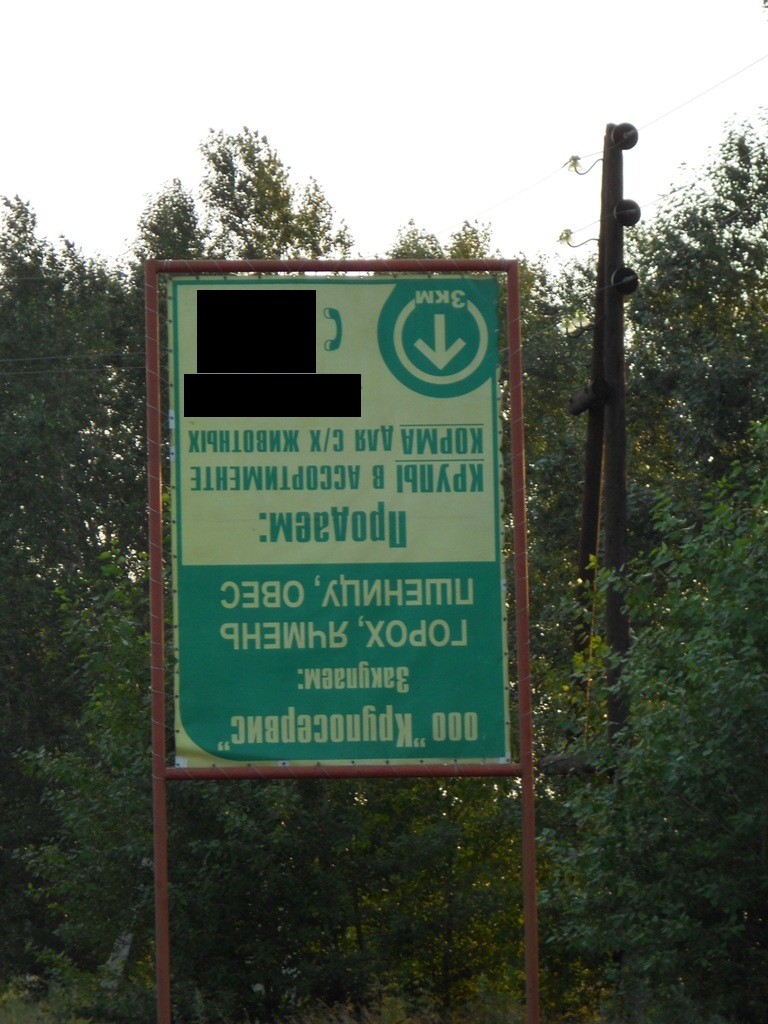 ООО "Крупосервис"
Закупаем:
ГОРОХ, ЯЧМЕНЬ
ПШЕНИЦУ, ОВЕС
Продаем:
КРУПЫ В АССОРТИМЕНТЕ
КОРМА ДЛЯ С/Х ЖИВОТНЫХ
3км